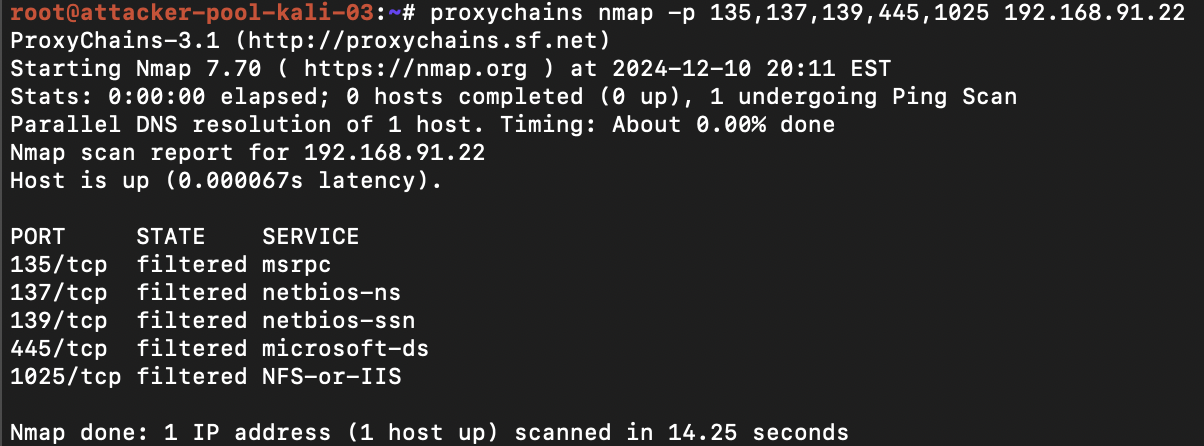 root@attacker-pool-kali-03:~# proxychains nmap -p 135,137,139,445,1025 192.168.91.22
ProxyChains-3.1 (http://proxychains.sf.net)
Starting Nmap 7.70 ( https://nmap.org ) at 2024-12-10 20:11 EST
Stats: 0:00:00 elapsed; 0 hosts completed (0 up), 1 undergoing Ping Scan
Parallel DNS resolution of 1 host. Timing: About 0.00% done
Nmap scan report for 192.168.91.22
Host is up (0.000067s latency).
PORT     STATE    SERVICE
135/tcp  filtered msrpc
137/tcp  filtered netbios-ns
139/tcp  filtered netbios-ssn
445/tcp  filtered microsoft-ds
1025/tcp filtered NFS-or-IIS
Nmap done: 1 IP address (1 host up) scanned in 14.25 seconds